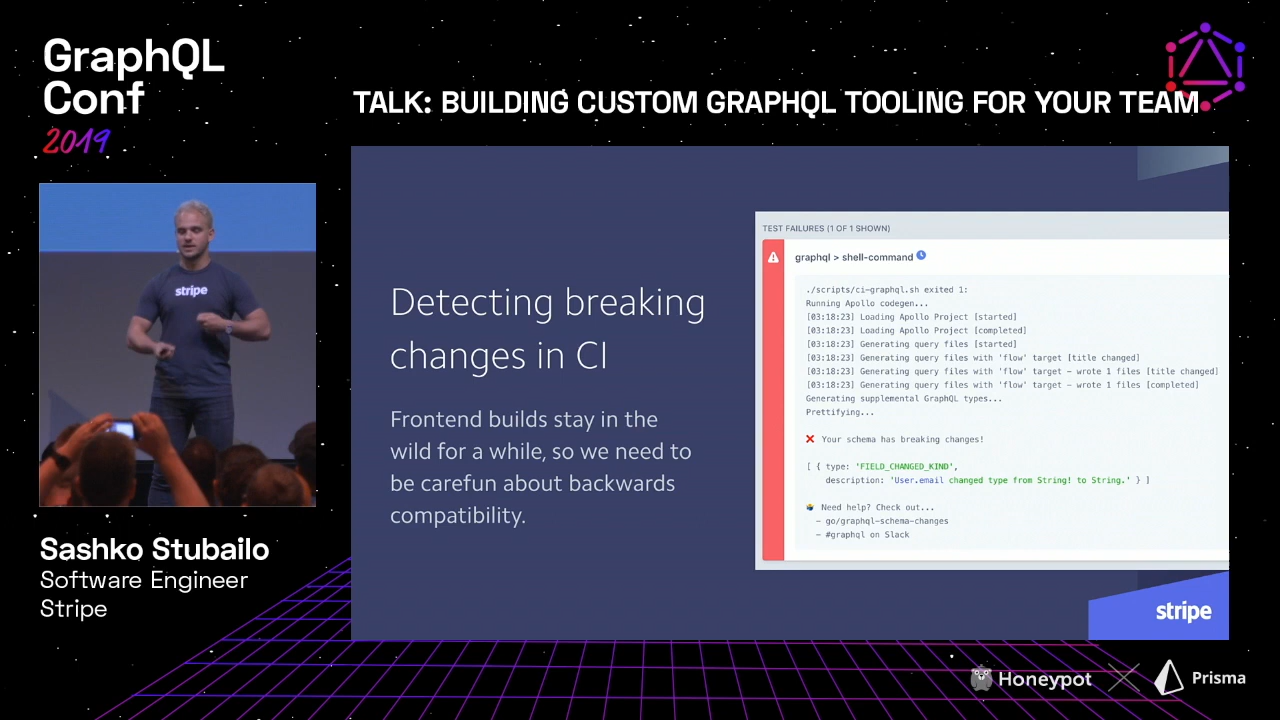 GraphQL
Conf
2019
TALK: BUILDING CUSTOM GRAPHQL TOOLING FOR YOUR TEAM
stripe
Sashko Stubailo
Software Engineer
Stripe
Detecting breaking
changes in CI
Frontend builds stay in the
wild for a while, so we need to
be carefun about backwards
compatibility.
TEST FAILURES (1 OF 1 SHOWN)
graphql > shell-command
./scripts/ci-graphql.sh exited 1:
Running Apollo codegen...
[03:18:23] Loading Apollo Project [started]
[03:18:23] Loading Apollo Project [completed]
[03:18:23] Generating query files [started]
[03:18:23] Generating query files with 'flow' target [title changed]
[03:18:23] Generating query files with 'flow' target - wrote 1 files [title changed]
[03:18:23] Generating query files with 'flow' target - wrote 1 files [completed]
Generating supplemental GraphQL types...
Prettifying...
❌ Your schema has breaking changes!
[ { type: 'FIELD_CHANGED_KIND',
description: 'User.email changed type from String! to String.' } ]
Need help? Check out...
- go/graphql-schema-changes
- #graphql on Slack
stripe
Honeypot
Prisma